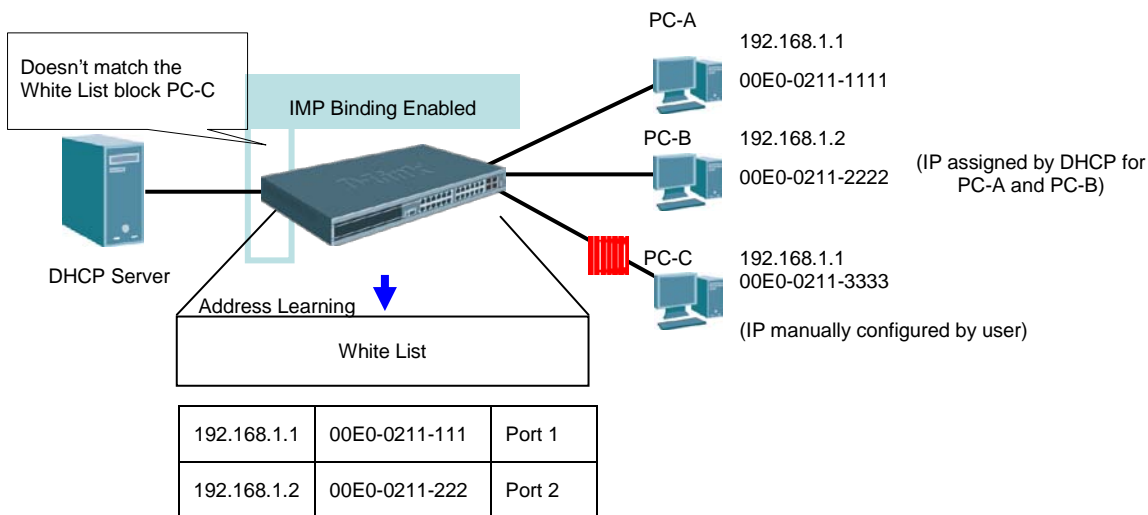 PC-A
192.168.1.1
00E0-0211-1111
Doesn't match the
White List block PC-C
IMP Binding Enabled
PC-B
192.168.1.2
00E0-0211-2222
(IP assigned by DHCP for
PC-A and PC-B)
D-Link
DHCP Server
PC-C
192.168.1.1
00E0-0211-3333
(IP manually configured by user)
Address Learning
White List
192.168.1.1 00E0-0211-111 Port 1
192.168.1.2 00E0-0211-222 Port 2